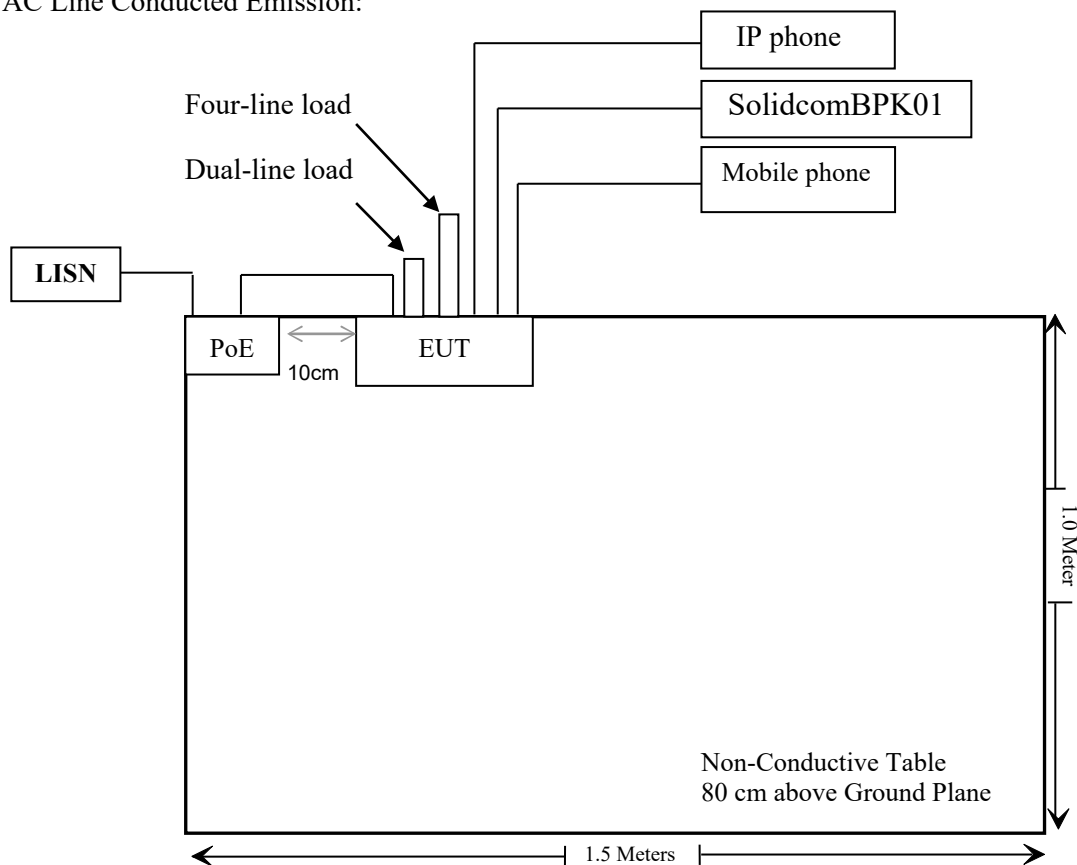 AC Line Conducted Emission:
IP phone
Four-line load
SolidcomBPK01
Dual-line load
Mobile phone
LISN
PoE
EUT
10cm
1.0 Meter
Non-Conductive Table
80 cm above Ground Plane
1.5 Meters